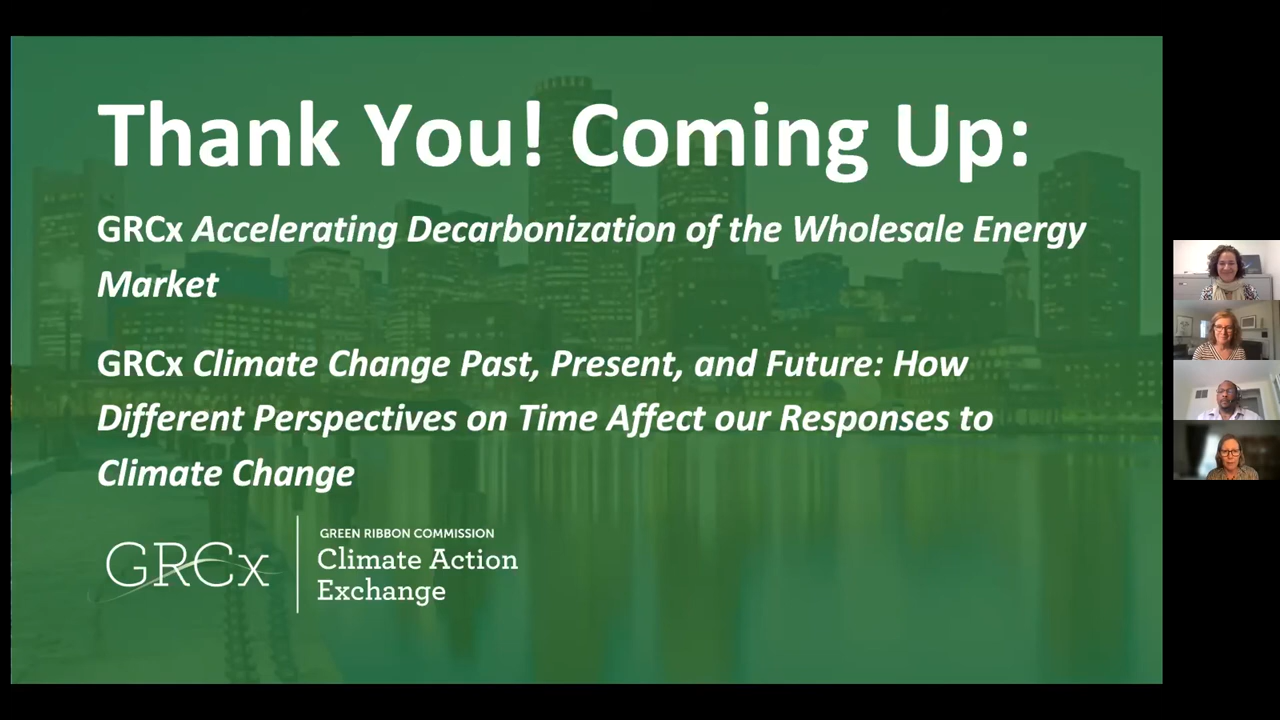 Thank You! Coming Up:
GRCx Accelerating Decarbonization of the Wholesale Energy
Market
GRCx Climate Change Past, Present, and Future: How
Different Perspectives on Time Affect our Responses to
Climate Change
GRCx
GREEN RIBBON COMMISSION
Climate Action
Exchange